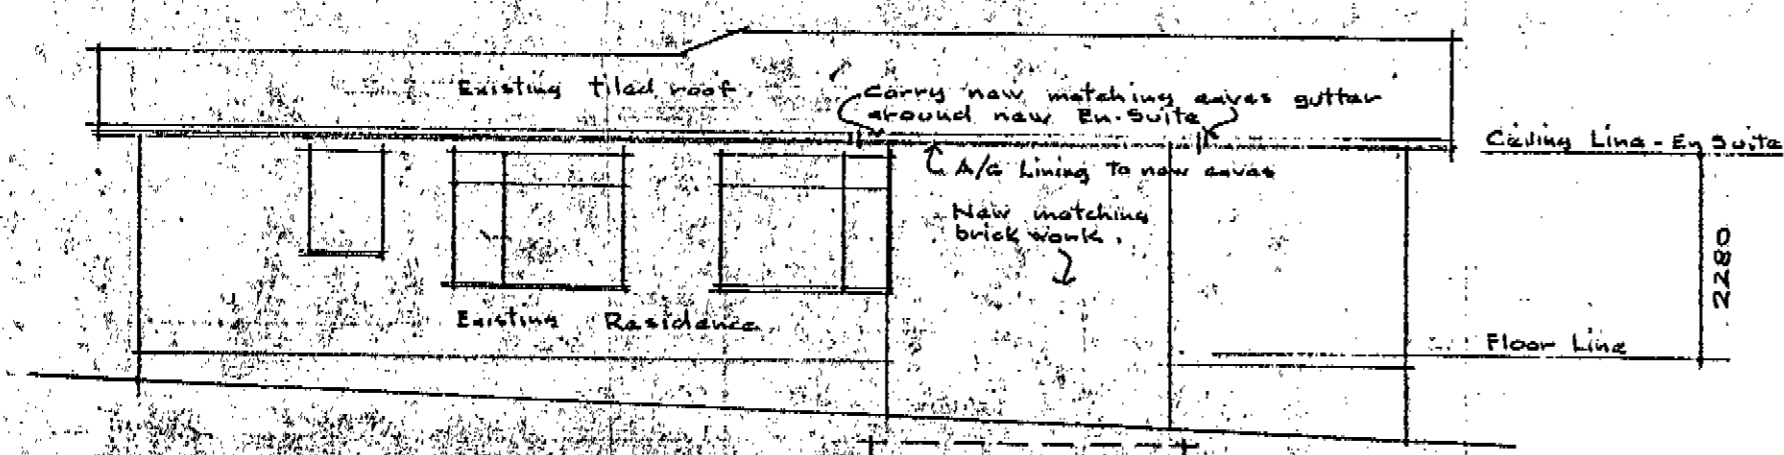 Existing tiled roof.
Carry new matching eaves gutter
around new En-Suite
Ceiling Line - En Suite
A/C Lining to new eaves
New matching
brick work.
2280
Existing Residence.
Floor Line